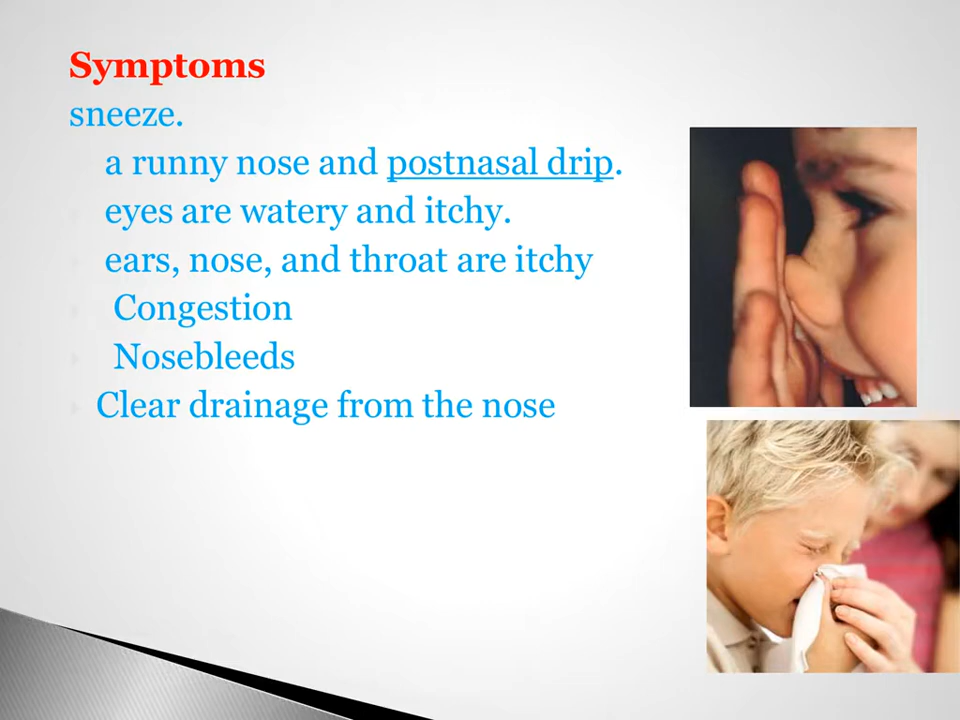 Symptoms
sneeze.
a runny nose and postnasal drip.
eyes are watery and itchy.
ears, nose, and throat are itchy
Congestion
Nosebleeds
Clear drainage from the nose